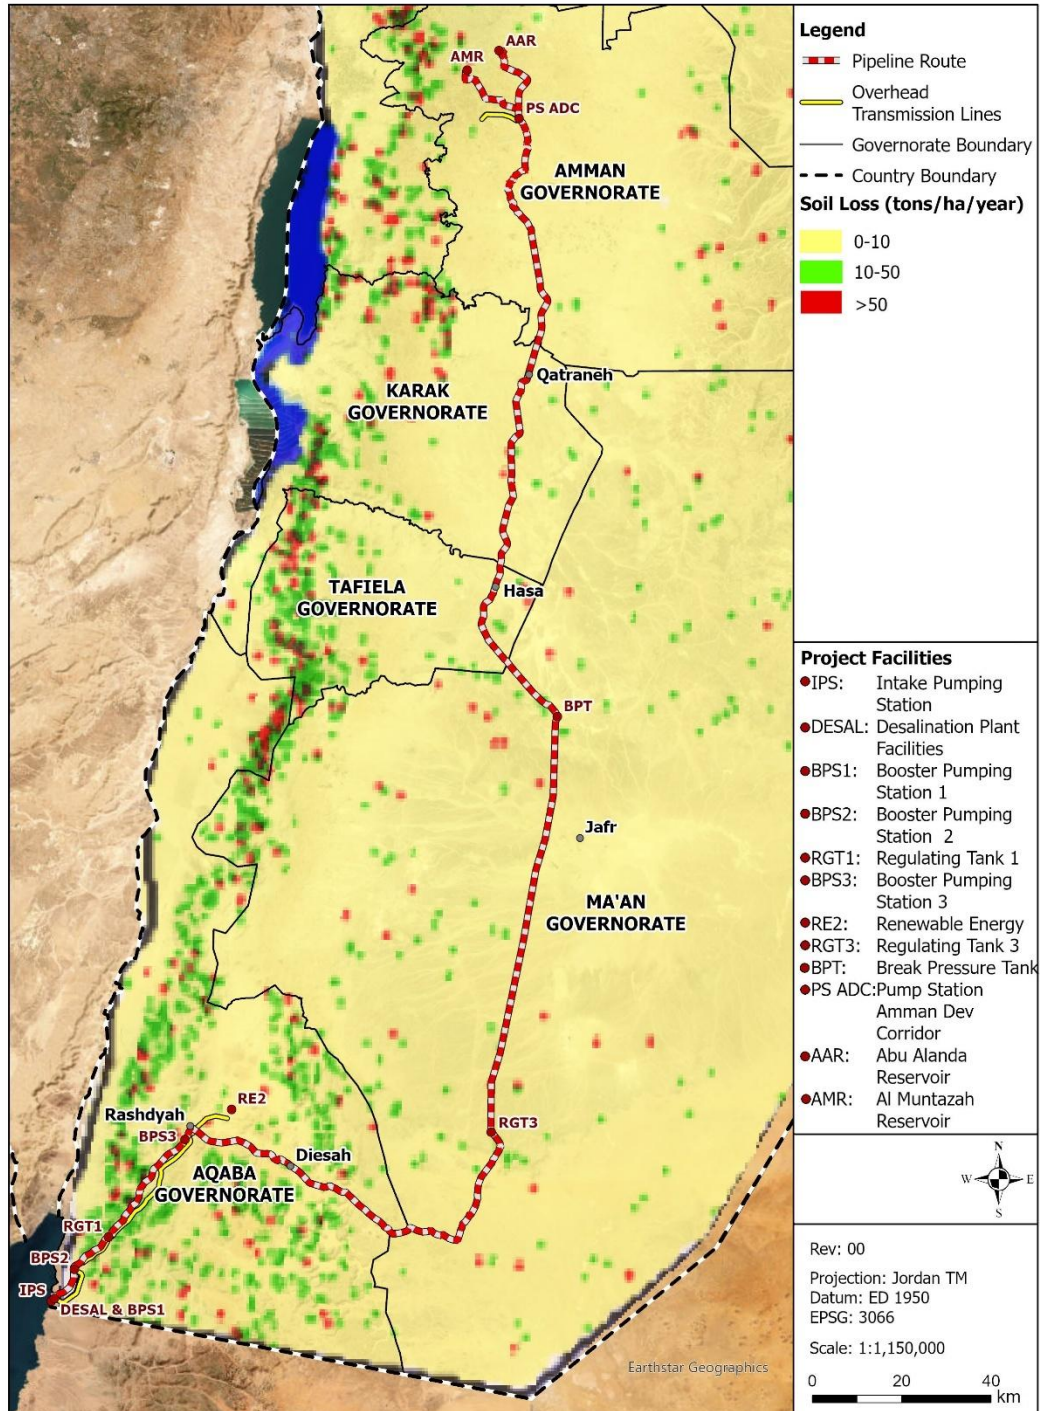 AAR
AMR
PS ADC
AMMAN
GOVERNORATE
Qatraneh
KARAK
GOVERNORATE
Hasa
TAFIELA
GOVERNORATE
BPT
Jafr
MA'AN
GOVERNORATE
RE2
Rashdyah
RGT3
BPS3
Diesah
AQABA
GOVERNORATE
RGT1
BPS2
IPS
DESAL & BPS1
Earthstar Geographics
Legend
Pipeline Route
Overhead
Transmission Lines
Governorate Boundary
Country Boundary
Soil Loss (tons/ha/year)
0-10
10-50
>50
Project Facilities
IPS: Intake Pumping
Station
DESAL: Desalination Plant
Facilities
BPS1: Booster Pumping
Station 1
BPS2: Booster Pumping
Station 2
RGT1: Regulating Tank 1
BPS3: Booster Pumping
Station 3
RE2: Renewable Energy
RGT3: Regulating Tank 3
BPT: Break Pressure Tank
PS ADC:Pump Station
Amman Dev
Corridor
AAR: Abu Alanda
Reservoir
AMR: Al Muntazah
Reservoir
N
W E
S
Rev: 00
Projection: Jordan TM
Datum: ED 1950
EPSG: 3066
Scale: 1:1,150,000
0 20 40
km